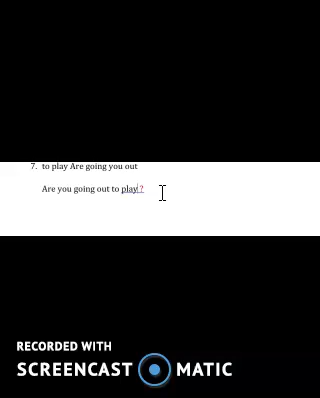 7. to play Are going you out
Are you going out to play ?
RECORDED WITH
SCREENCAST MATIC